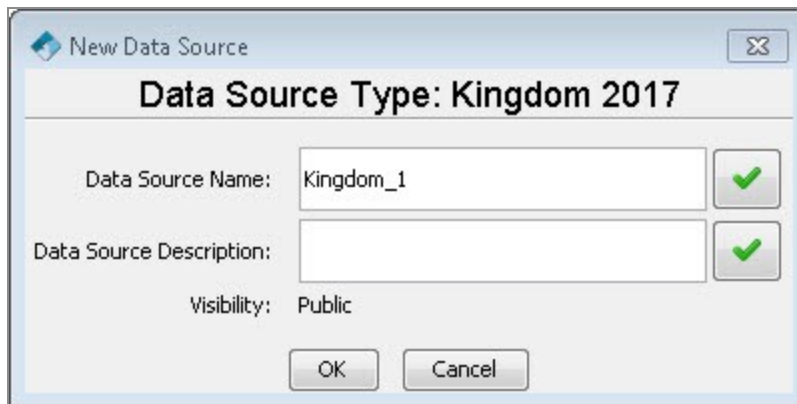 New Data Source
Data Source Type: Kingdom 2017
Data Source Name: Kingdom_1
Data Source Description:
Visibility: Public
OK Cancel